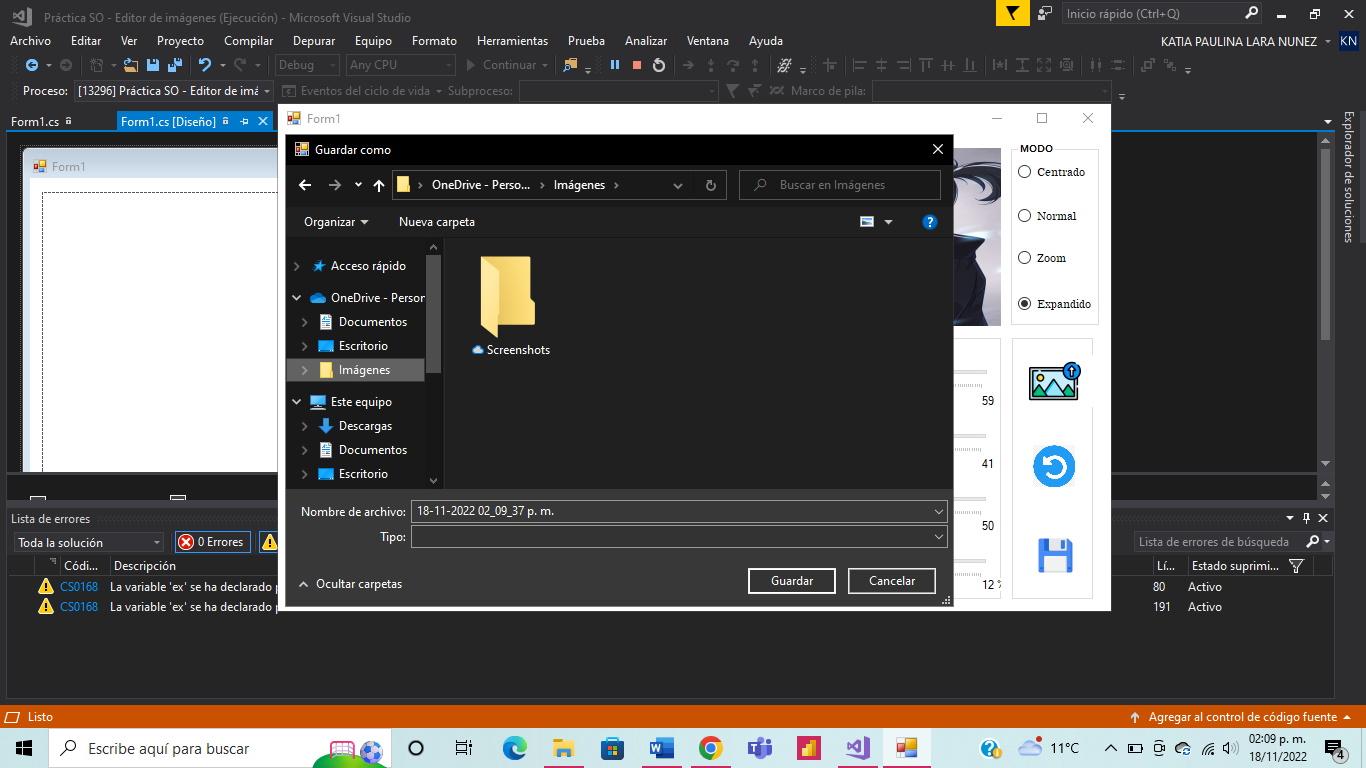 Práctica SO - Editor de imágenes (Ejecución) - Microsoft Visual Studio
Inicio rápido (Ctrl+Q)
Archivo Editar Ver Proyecto Compilar Depurar Equipo Formato Herramientas Prueba Analizar Ventana Ayuda
KATIA PAULINA LARA NUNEZ KN
Debug Any CPU Continuar
Proceso: [13296] Práctica SO - Editor de imá Eventos del ciclo de vida Subproceso: Marco de pila:
Form1.cs Form1.cs [Diseño]
Form1
Form1
Explorador de soluciones
Guardar como
OneDrive - Perso... Imágenes
Buscar en Imágenes
Organizar Nueva carpeta
Acceso rápido
OneDrive - Person
Documentos
Escritorio
Imágenes
Este equipo
Descargas
Documentos
Escritorio
Screenshots
Nombre de archivo: 18-11-2022 02_09_37 p. m.
Tipo:
Ocultar carpetas
Guardar Cancelar
MODO
Centrado
Normal
Zoom
Expandido
59
41
50
12 %
Lista de errores
Toda la solución 0 Errores
Lista de errores de búsqueda
Códi... Descripción Lí... Estado suprimi...
CS0168 La variable 'ex' se ha declarado 80 Activo
CS0168 La variable 'ex' se ha declarado 191 Activo
Listo
Agregar al control de código fuente
Escribe aquí para buscar
11°C
02:09 p. m.
18/11/2022
4